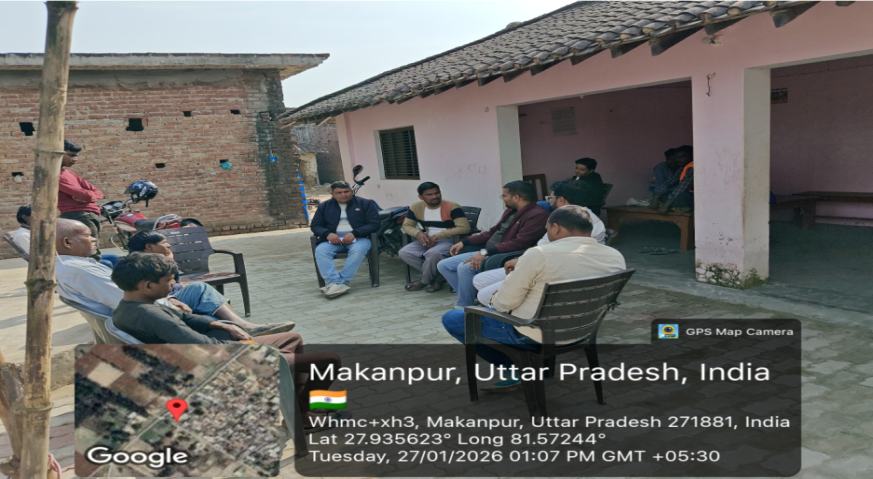 GPS Map Camera
Makanpur, Uttar Pradesh, India
Whmc+xh3, Makanpur, Uttar Pradesh 271881, India
Lat 27.935623° Long 81.57244°
Google
Tuesday, 27/01/2026 01:07 PM GMT +05:30